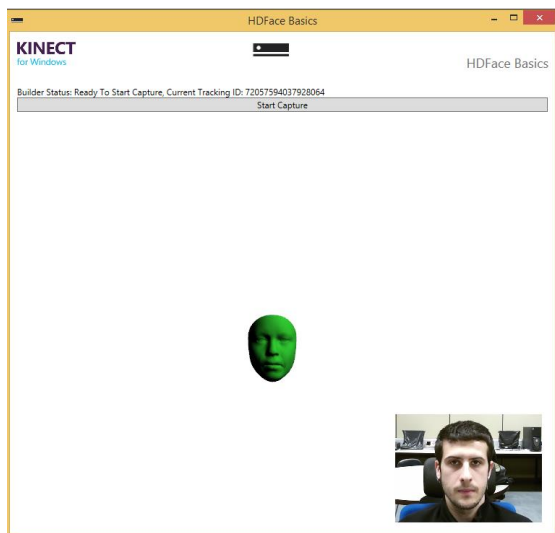 HDFace Basics
KINECT
for Windows
HDFace Basics
Builder Status: Ready To Start Capture, Current Tracking ID: 72057594037928064
Start Capture